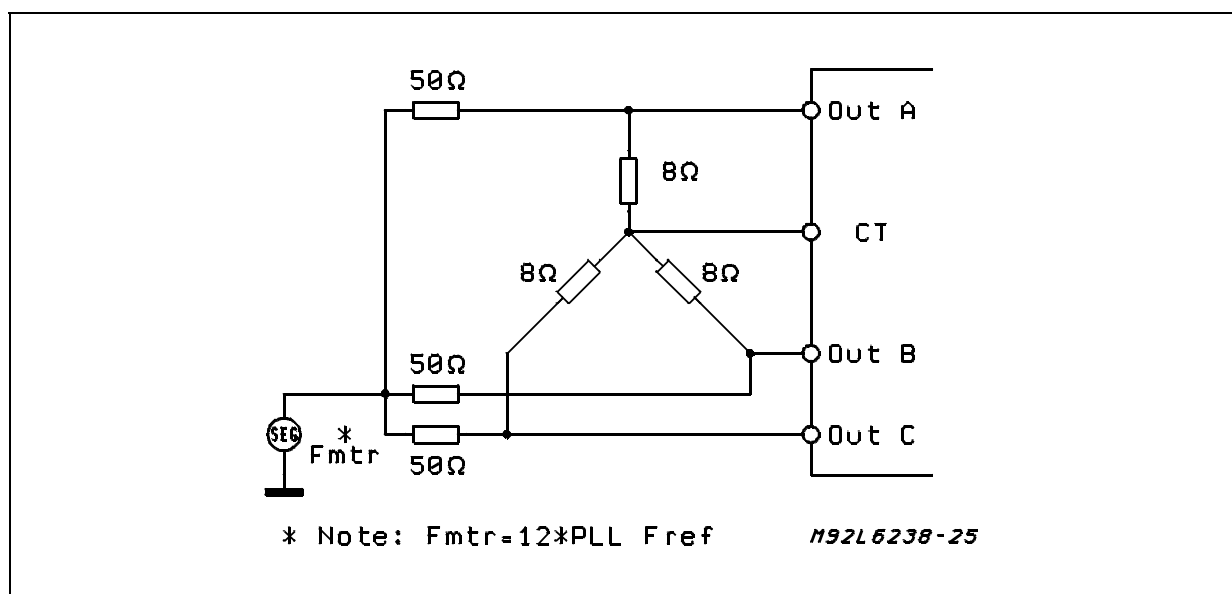 50Ω
Out A
8Ω
CT
8Ω
8Ω
50Ω
Out B
SEG
*
Fmtr
Out C
50Ω
* Note: Fmtr=12*PLL Fref
M92L6238-25